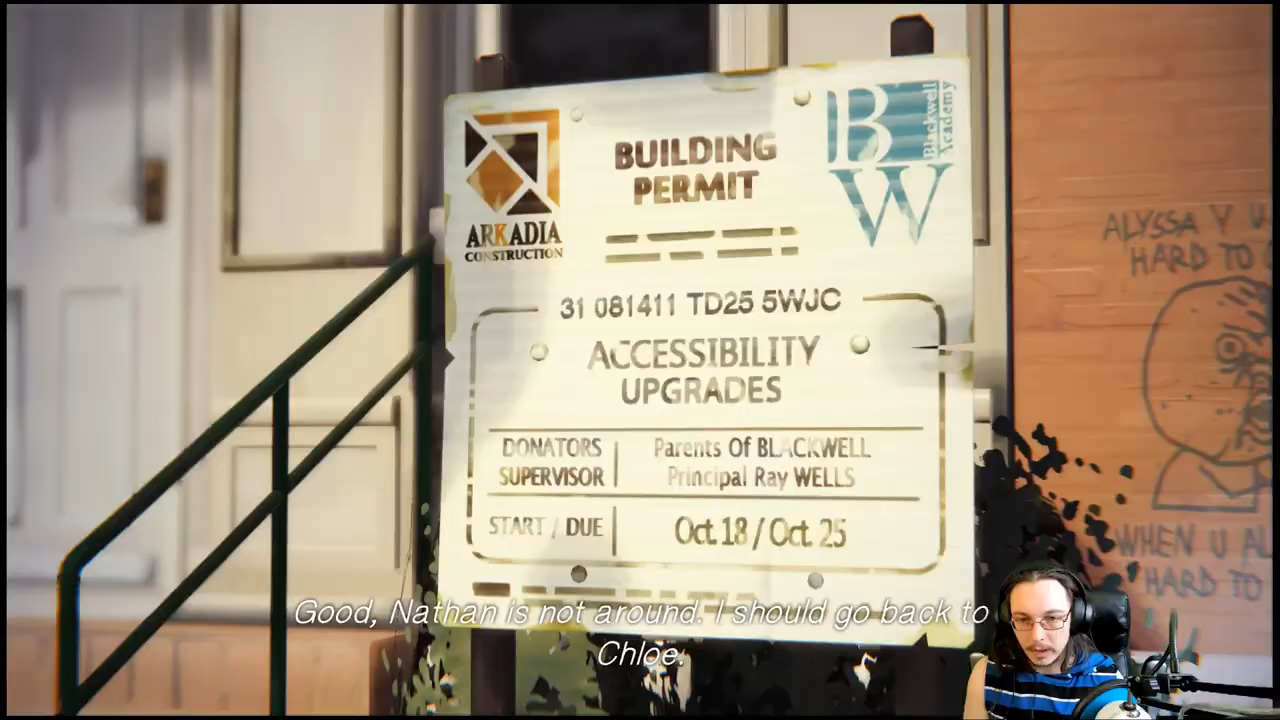 BUILDING
PERMIT
ARKADIA
CONSTRUCTION
BW
Blackwell
Academy
31 081411 TD25 5WJC
ACCESSIBILITY
UPGRADES
DONATORS Parents Of BLACKWELL
SUPERVISOR Principal Ray WELLS
START / DUE Oct 18 / Oct 25
ALYSSA Y U
HARD TO
WHEN U
HARD TO
Good, Nathan is not around. I should go back to
Chloe.